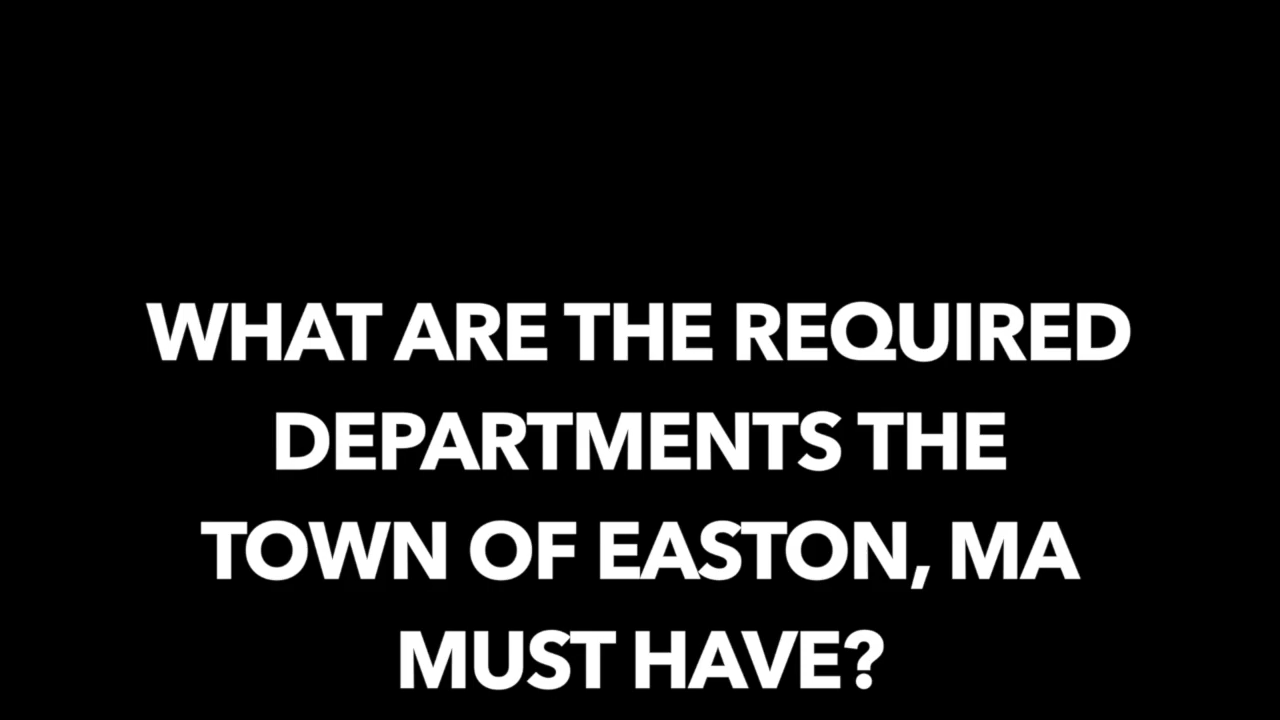 WHAT ARE THE REQUIRED
DEPARTMENTS THE
TOWN OF EASTON, MA
MUST HAVE?